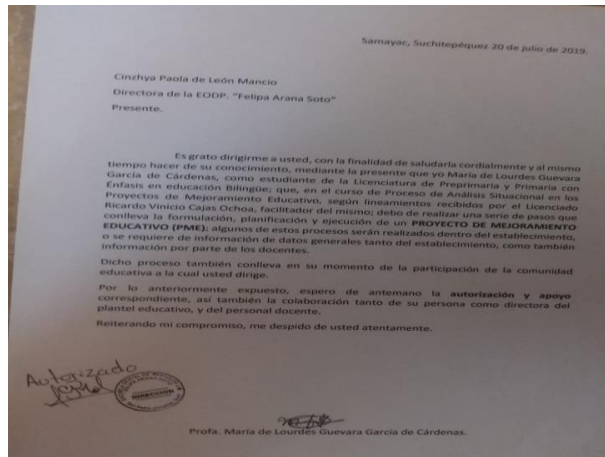 Samayac, Suchitepéquez 20 de julio de 2019.
Cinzhya Paola de León Mancio
Directora de la EODP. "Felipa Arana Soto"
Presente.
Es grato dirigirme a usted, con la finalidad de saludarla cordialmente y al mismo
tiempo hacer de su conocimiento, mediante la presente que yo María de Lourdes Guevara
García de Cárdenas, como estudiante de la Licenciatura de Preprimaria y Primaria con
Énfasis en educación Bilingüe; que, en el curso de Proceso de Análisis Situacional en los
Proyectos de Mejoramiento Educativo, según lineamientos recibidos por el Licenciado
Ricardo Vinicio Cajas Ochoa, facilitador del mismo; debo de realizar una serie de pasos que
conlleva la formulación, planificación y ejecución de un PROYECTO DE MEJORAMIENTO
EDUCATIVO (PME); algunos de estos procesos serán realizados dentro del establecimiento,
o se requiere de información de datos generales tanto del establecimiento, como también
información por parte de los docentes.
Dicho proceso también conlleva en su momento de la participación de la comunidad
educativa a la cual usted dirige.
Por lo anteriormente expuesto, espero de antemano la autorización y apoyo
correspondiente, así también la colaboración tanto de su persona como directora del
plantel educativo, y del personal docente.
Reiterando mi compromiso, me despido de usted atentamente.
Autorizado
DIRECCION
Profa. María de Lourdes Guevara García de Cárdenas.